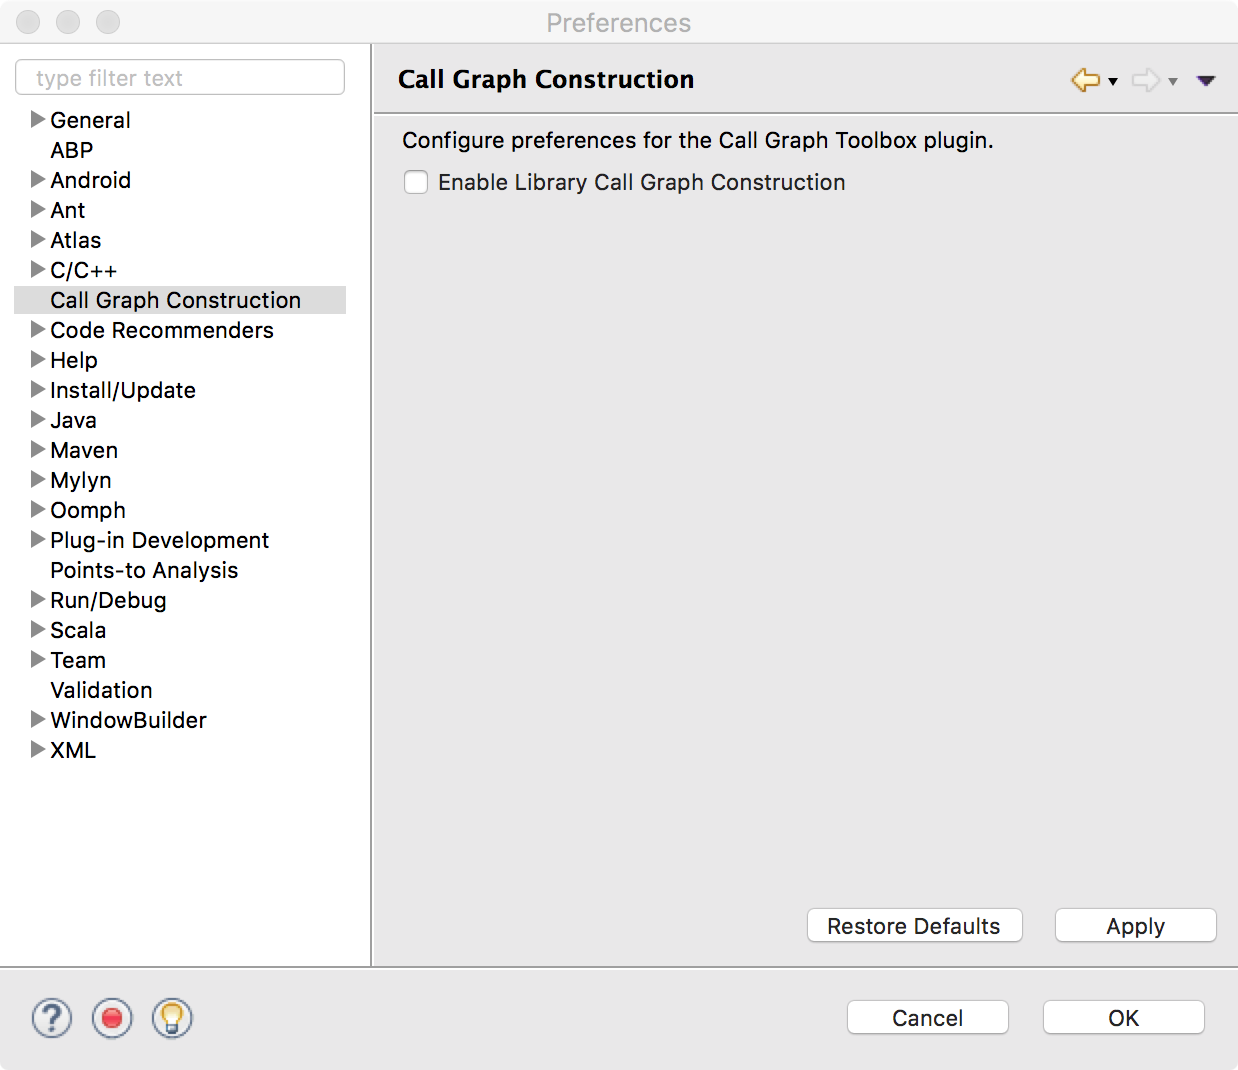 Preferences
type filter text
General
ABP
Android
Ant
Atlas
C/C++
Call Graph Construction
Code Recommenders
Help
Install/Update
Java
Maven
Mylyn
Oomph
Plug-in Development
Points-to Analysis
Run/Debug
Scala
Team
Validation
WindowBuilder
XML
Call Graph Construction
Configure preferences for the Call Graph Toolbox plugin.
Enable Library Call Graph Construction
Restore Defaults
Apply
?
Cancel
OK